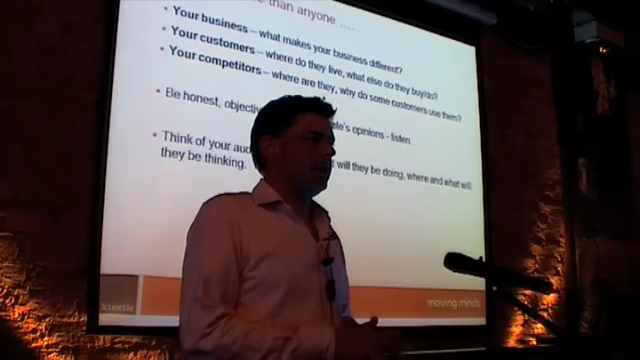 than anyone ....
• Your business – what makes your business different?
• Your customers – where do they live, what else do they buy/do?
• Your competitors – where are they, why do some customers use them?
• Be honest, objectiv 's opinions - listen
• Think of your aud will they be doing, where and what will
they be thinking.
kinetic
moving minds